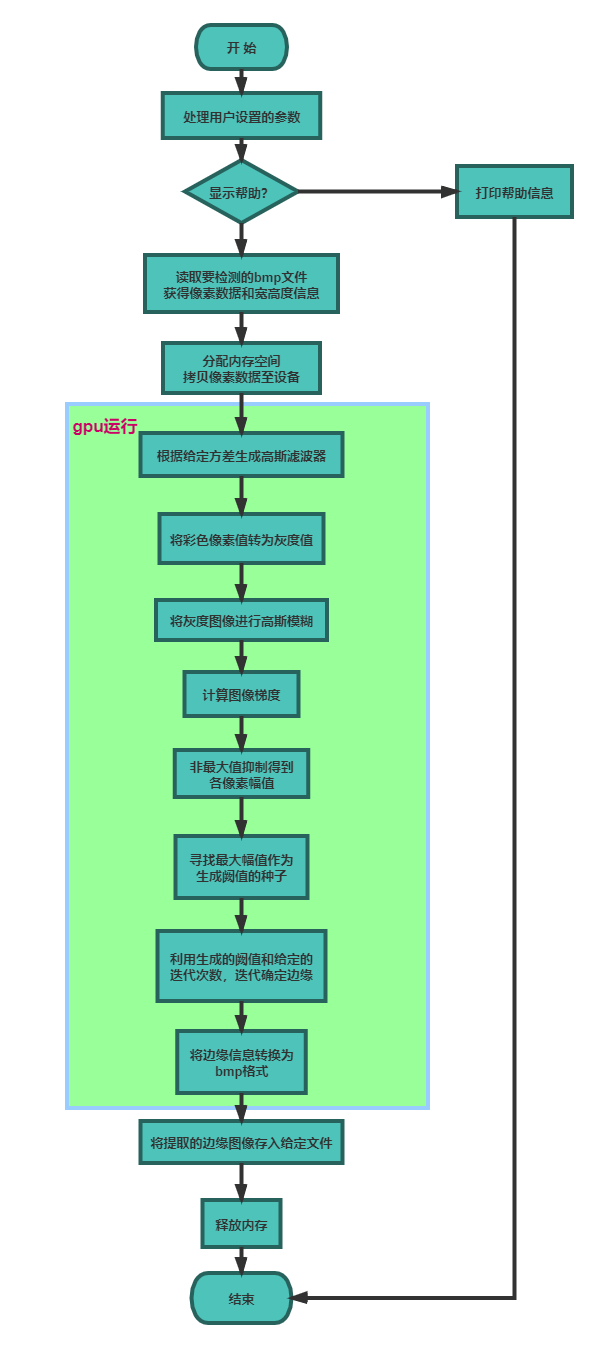 开 始
处理用户设置的参数
显示帮助?
打印帮助信息
读取要检测的bmp文件
获得像素数据和宽高度信息
分配内存空间
拷贝像素数据至设备
gpu运行
根据给定方差生成高斯滤波器
将彩色像素值转为灰度值
将灰度图像进行高斯模糊
计算图像梯度
非最大值抑制得到
各像素幅值
寻找最大幅值作为
生成阙值的种子
利用生成的阙值和给定的
迭代次数，迭代确定边缘
将边缘信息转换为
bmp格式
将提取的边缘图像存入给定文件
释放内存
结束